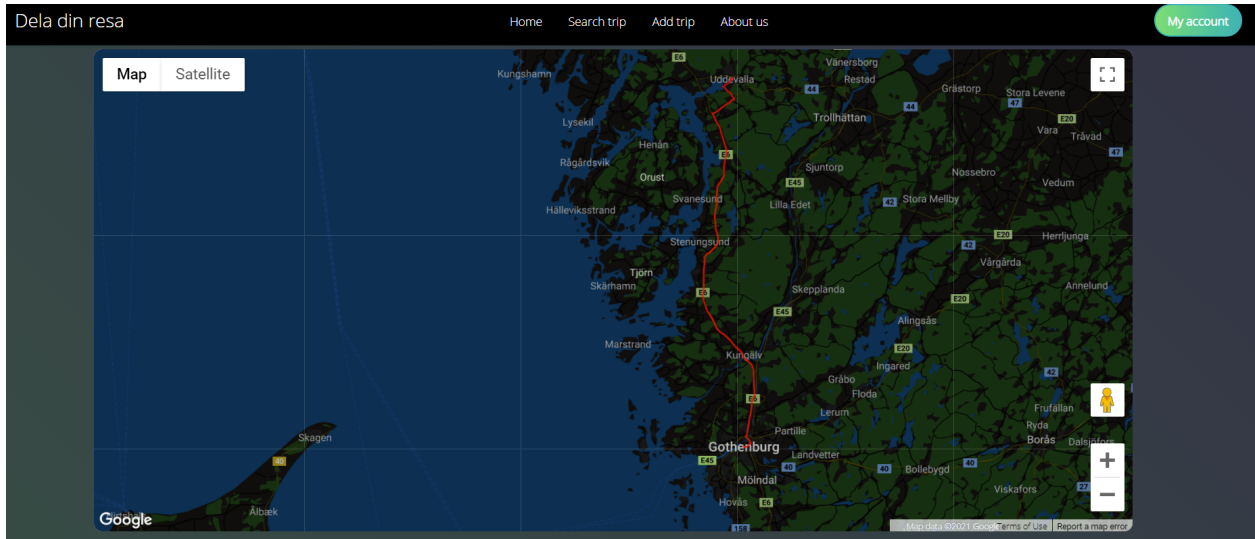 Dela din resa
Home Search trip Add trip About us
My account
Map Satellite
E6
Vänersborg
Kungshamn
Uddevalla
Restad
44
Grästorp
Stora Levene
44
47
Lysekil
Trollhättan
E20
Vara
Tråvad
Henån
E6
47
Rågårdsvik
Sjuntorp
Nossebro
Orust
E45
Vedum
Svanesund
Lilla Edet
42
Stora Mellby
Hälleviksstrand
E20
Herrljunga
Stenungsund
42
Vårgårda
Tjörn
Skärhamn
E6
Skepplanda
Annelund
E20
E45
Alingsås
Marstrand
E20
Kungälv
Ingared
42
Gråbo
Floda
E6
Lerum
Frufällan
Partille
Ryda
Skagen
Gothenburg
Borås
Dalsjöfors
Landvetter
40
E45
40
40
Bollebygd
40
Mölndal
27
Viskafors
Hovås
E6
Ålbæk
Google
158
Map data ©2021 Google
Terms of Use
Report a map error